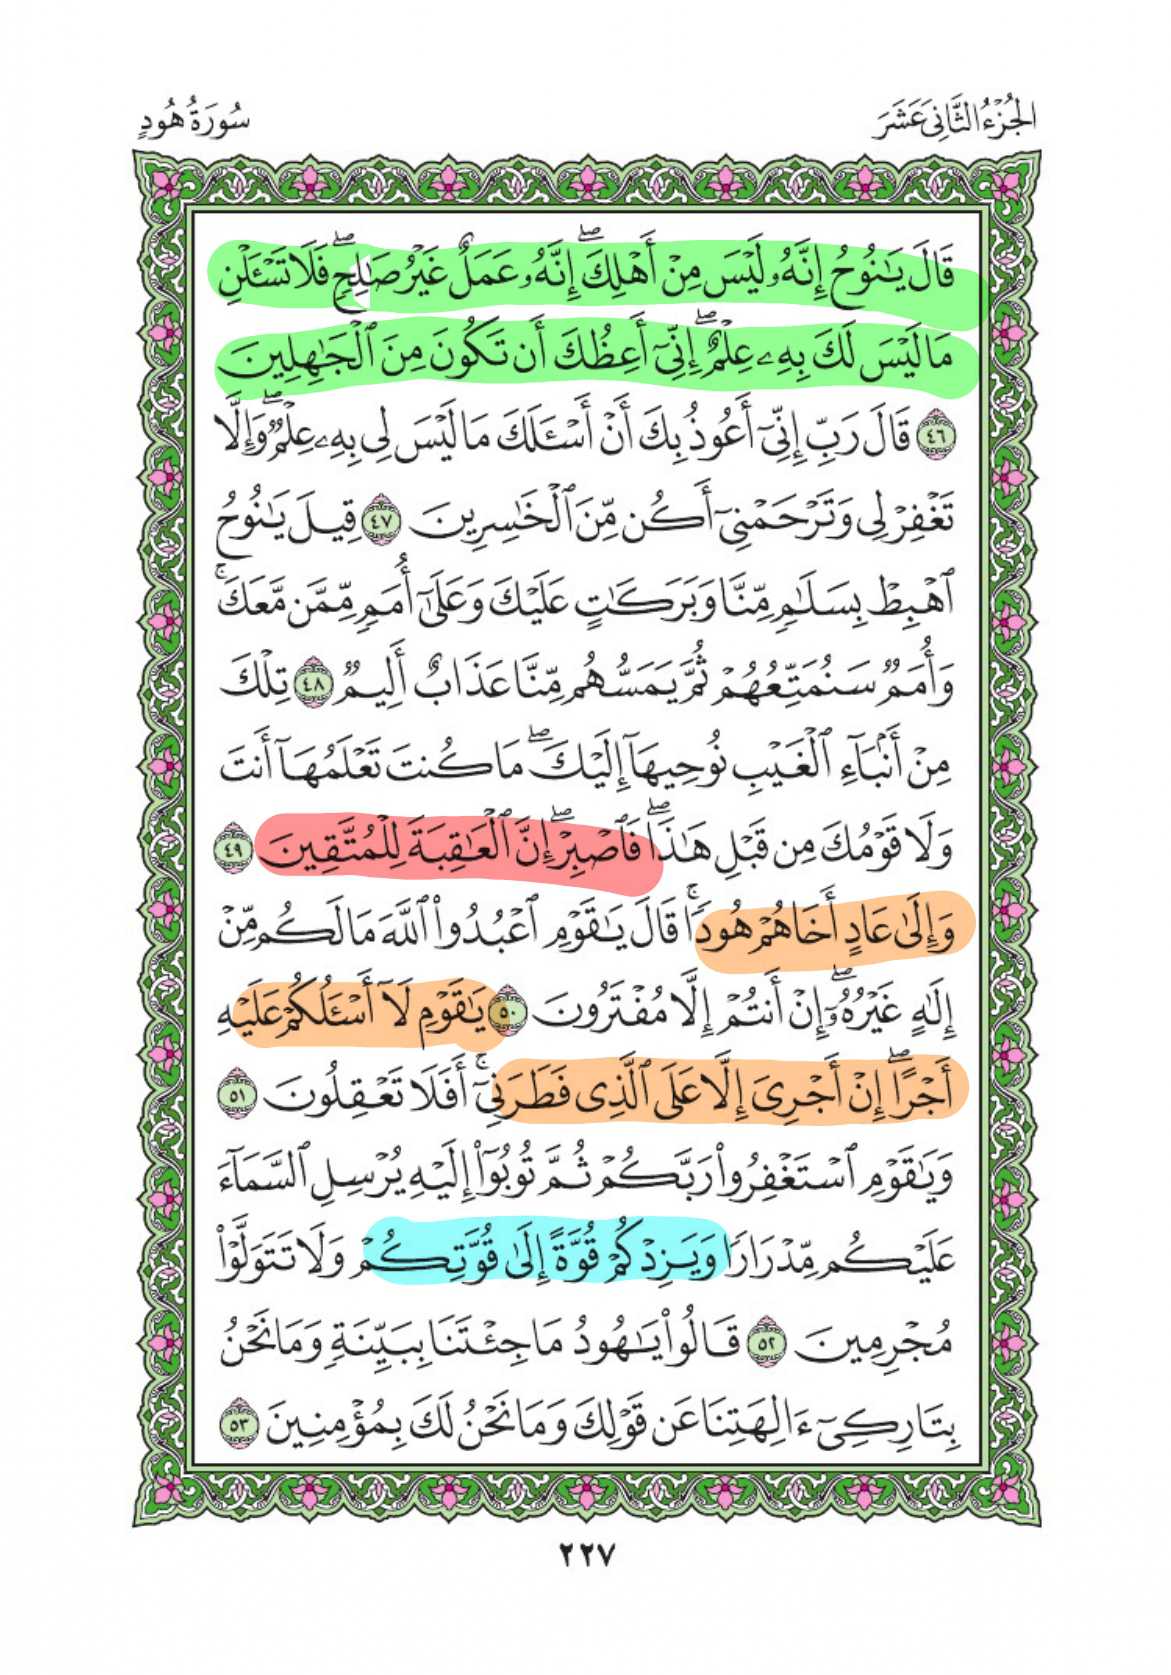 الجُزْءُ الثَّانِيَ عَشَرَ
سُورَةُ هُودٍ
قَالَ يَـٰنُوحُ إِنَّهُۥ لَيْسَ مِنْ أَهْلِكَۖ إِنَّهُۥ عَمَلٌ غَيْرُ صَـٰلِحٍۖ فَلَا تَسْـَٔلْنِ
مَا لَيْسَ لَكَ بِهِۦ عِلْمٌۖ إِنِّىٓ أَعِظُكَ أَن تَكُونَ مِنَ ٱلْجَـٰهِلِينَ
٤٦ قَالَ رَبِّ إِنِّىٓ أَعُوذُ بِكَ أَنْ أَسْـَٔلَكَ مَا لَيْسَ لِى بِهِۦ عِلْمٌۖ وَإِلَّا
تَغْفِرْ لِى وَتَرْحَمْنِىٓ أَكُن مِّنَ ٱلْخَـٰسِرِينَ ٤٧ قِيلَ يَـٰنُوحُ
ٱهْبِطْ بِسَلَـٰمٍ مِّنَّا وَبَرَكَـٰتٍ عَلَيْكَ وَعَلَىٰٓ أُمَمٍ مِّمَّن مَّعَكَۚ
وَأُمَمٌ سَنُمَتِّعُهُمْ ثُمَّ يَمَسُّهُم مِّنَّا عَذَابٌ أَلِيمٌ ٤٨ تِلْكَ
مِنْ أَنۢبَآءِ ٱلْغَيْبِ نُوحِيهَآ إِلَيْكَۖ مَا كُنتَ تَعْلَمُهَآ أَنتَ
وَلَا قَوْمُكَ مِن قَبْلِ هَـٰذَاۖ فَٱصْبِرْۖ إِنَّ ٱلْعَـٰقِبَةَ لِلْمُتَّقِينَ ٤٩
وَإِلَىٰ عَادٍ أَخَاهُمْ هُودًاۚ قَالَ يَـٰقَوْمِ ٱعْبُدُوا۟ ٱللَّهَ مَا لَكُم مِّنْ
إِلَـٰهٍ غَيْرُهُۥٓۖ إِنْ أَنتُمْ إِلَّا مُفْتَرُونَ ٥٠ يَـٰقَوْمِ لَآ أَسْـَٔلُكُمْ عَلَيْهِ
أَجْرًاۖ إِنْ أَجْرِىَ إِلَّا عَلَى ٱلَّذِى فَطَرَنِىٓۚ أَفَلَا تَعْقِلُونَ ٥١
وَيَـٰقَوْمِ ٱسْتَغْفِرُوا۟ رَبَّكُمْ ثُمَّ تُوبُوٓا۟ إِلَيْهِ يُرْسِلِ ٱلسَّمَآءَ
عَلَيْكُم مِّدْرَارًا وَيَزِدْكُمْ قُوَّةً إِلَىٰ قُوَّتِكُمْ وَلَا تَتَوَلَّوْا۟
مُجْرِمِينَ ٥٢ قَالُوا۟ يَـٰهُودُ مَا جِئْتَنَا بِبَيِّنَةٍ وَمَا نَحْنُ
بِتَارِكِىٓ ءَالِهَتِنَا عَن قَوْلِكَ وَمَا نَحْنُ لَكَ بِمُؤْمِنِينَ ٥٣
٢٢٧